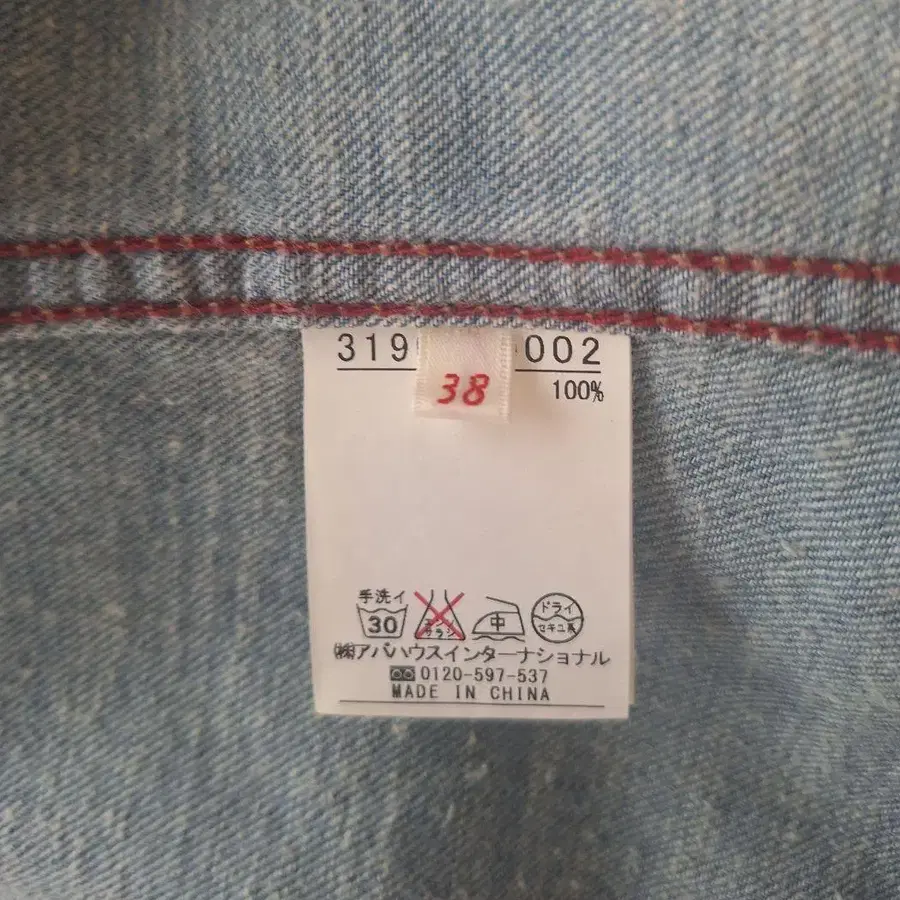 319 002
38
100%
手洗イ
30
中
ドライ
セキユ系
㈱アバハウスインターナショナル
0120-597-537
MADE IN CHINA